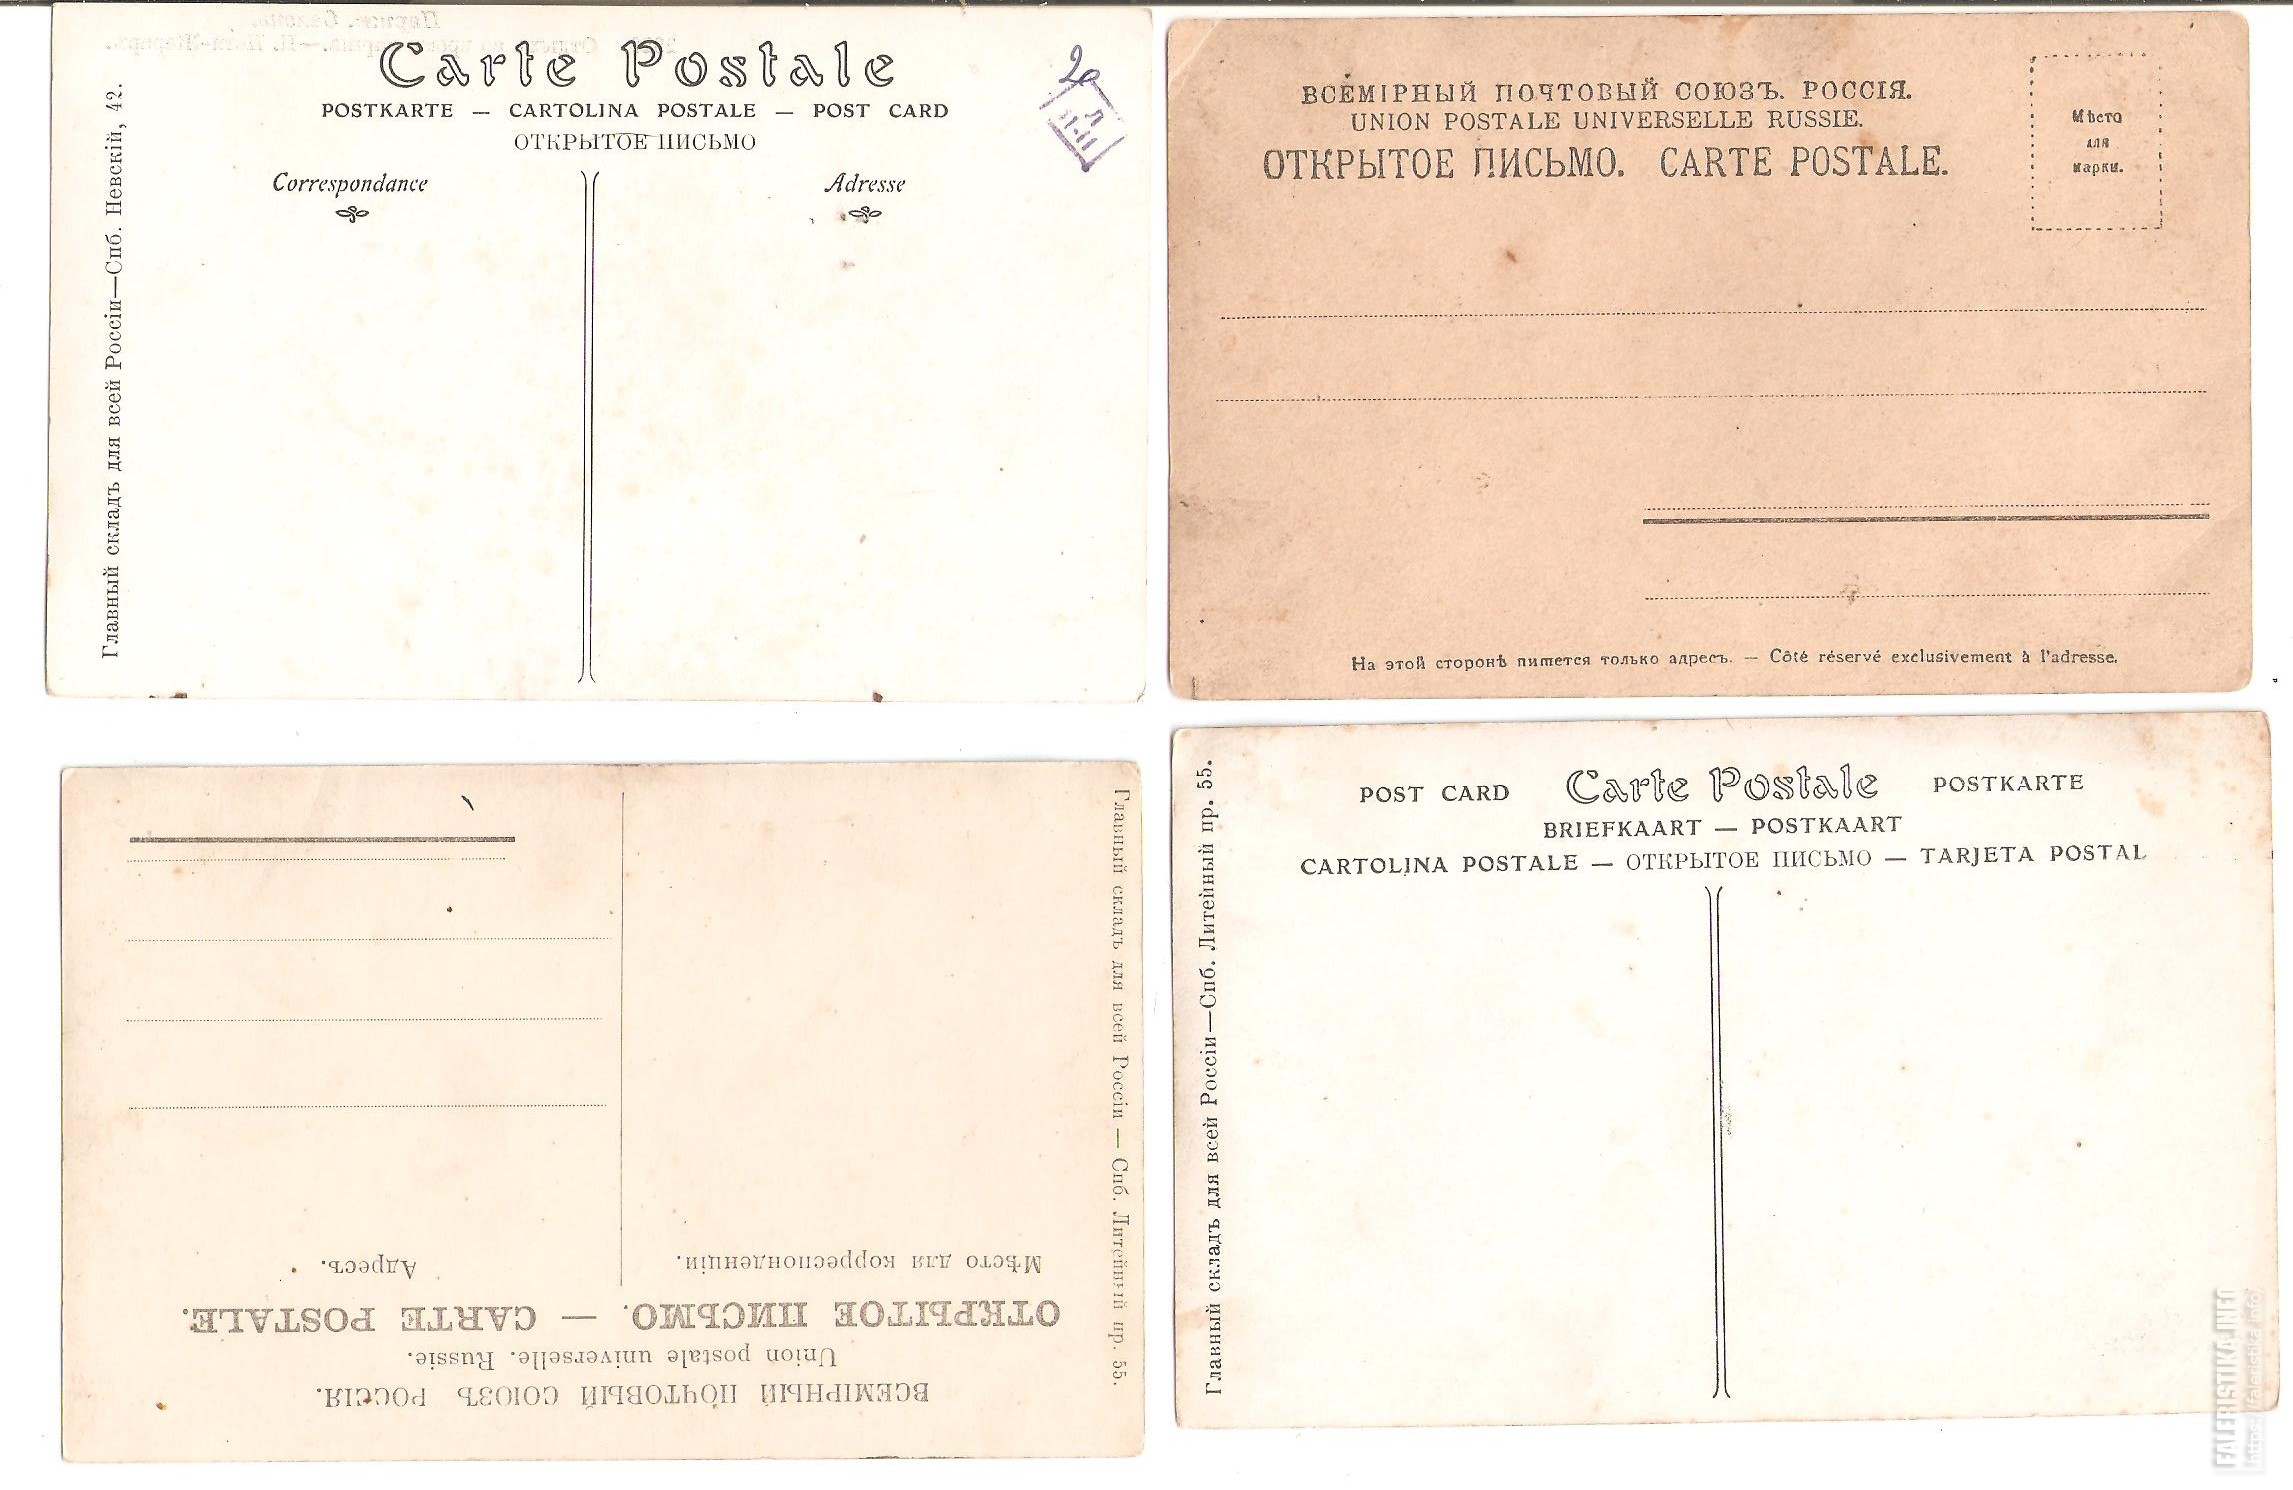 Carte Postale
POSTKARTE — CARTOLINA POSTALE — POST CARD
ОТКРЫТОЕ ПИСЬМО
Correspondance
Adresse
Главный складъ для всей Россіи—Спб. Невскій, 42.
ВСЕМІРНЫЙ ПОЧТОВЫЙ СОЮЗЪ. РОССІЯ.
UNION POSTALE UNIVERSELLE RUSSIE.
ОТКРЫТОЕ ПИСЬМО. CARTE POSTALE.
Мѣсто
для
марки.
На этой сторонѣ пишется только адресъ. — Côté réservé exclusivement à l'adresse.
ВСЕМІРНЫЙ ПОЧТОВЫЙ СОЮЗЪ РОССІЯ.
Union postale universelle. Russie.
ОТКРЫТОЕ ПИСЬМО. — CARTE POSTALE.
Мѣсто для корреспонденціи.
Адресъ.
Главный складъ для всей Россіи — Спб. Литейный пр. 55.
POST CARD Carte Postale POSTKARTE
BRIEFKAART — POSTKAART
CARTOLINA POSTALE — ОТКРЫТОЕ ПИСЬМО — TARJETA POSTAL
Главный складъ для всей Россіи—Спб. Литейный пр. 55.
FALERISTIKA.INFO
https://faleristika.info